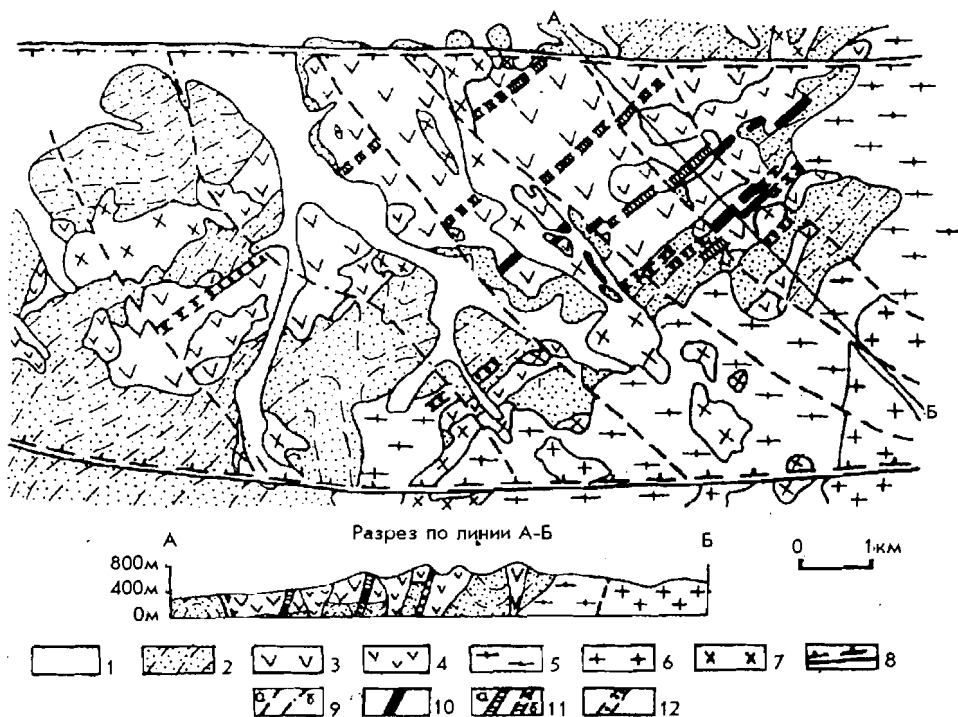 А
Б
Разрез по линии А-Б
А
Б
800м
400м
0м
0 1 км
1 2 3 4 5 6 7 8
а б 9 10 а б 11 12